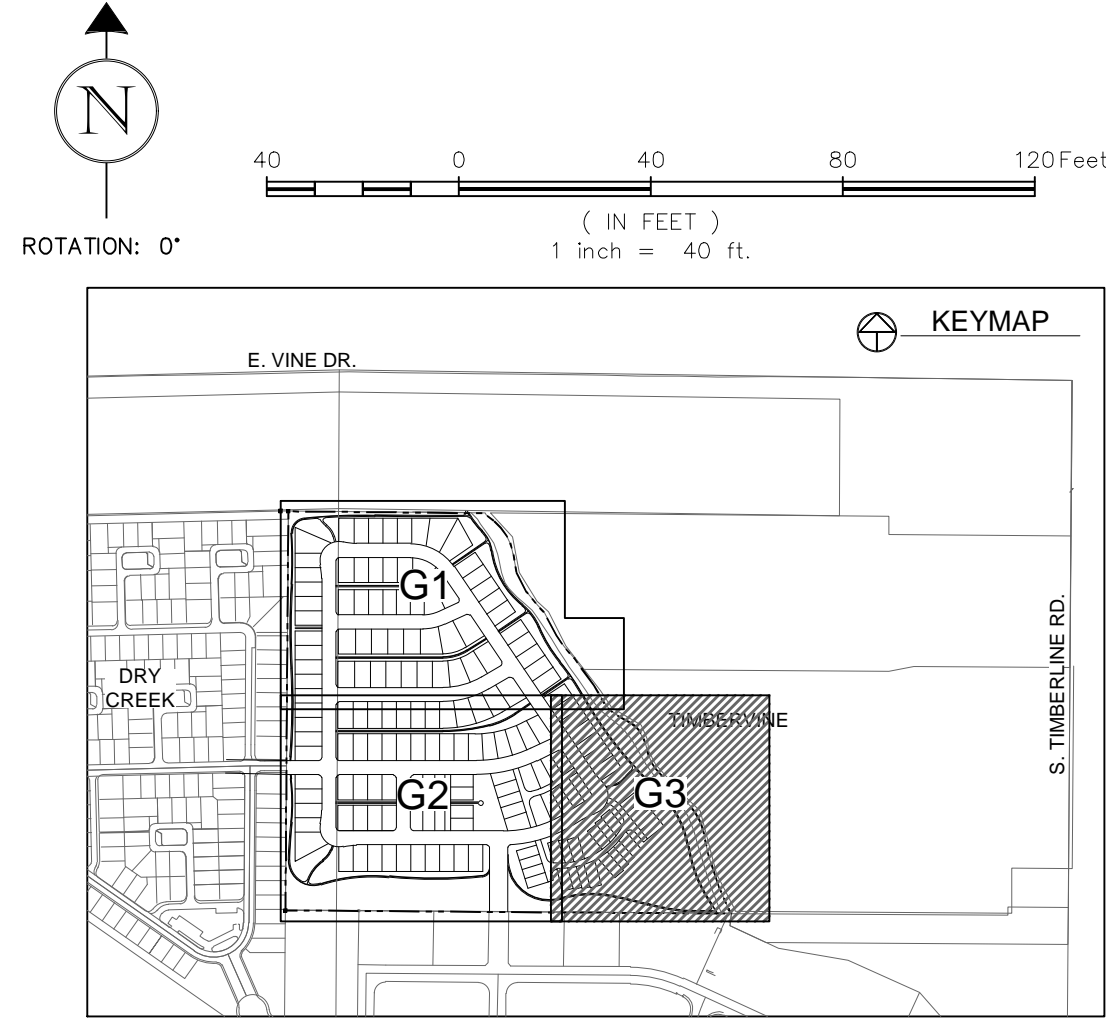 N
ROTATION: 0°
40 0 40 80 120 Feet
( IN FEET )
1 inch = 40 ft.
KEYMAP
E. VINE DR.
G1
DRY
CREEK
TIMBERVINE
G2
G3
S. TIMBERLINE RD.